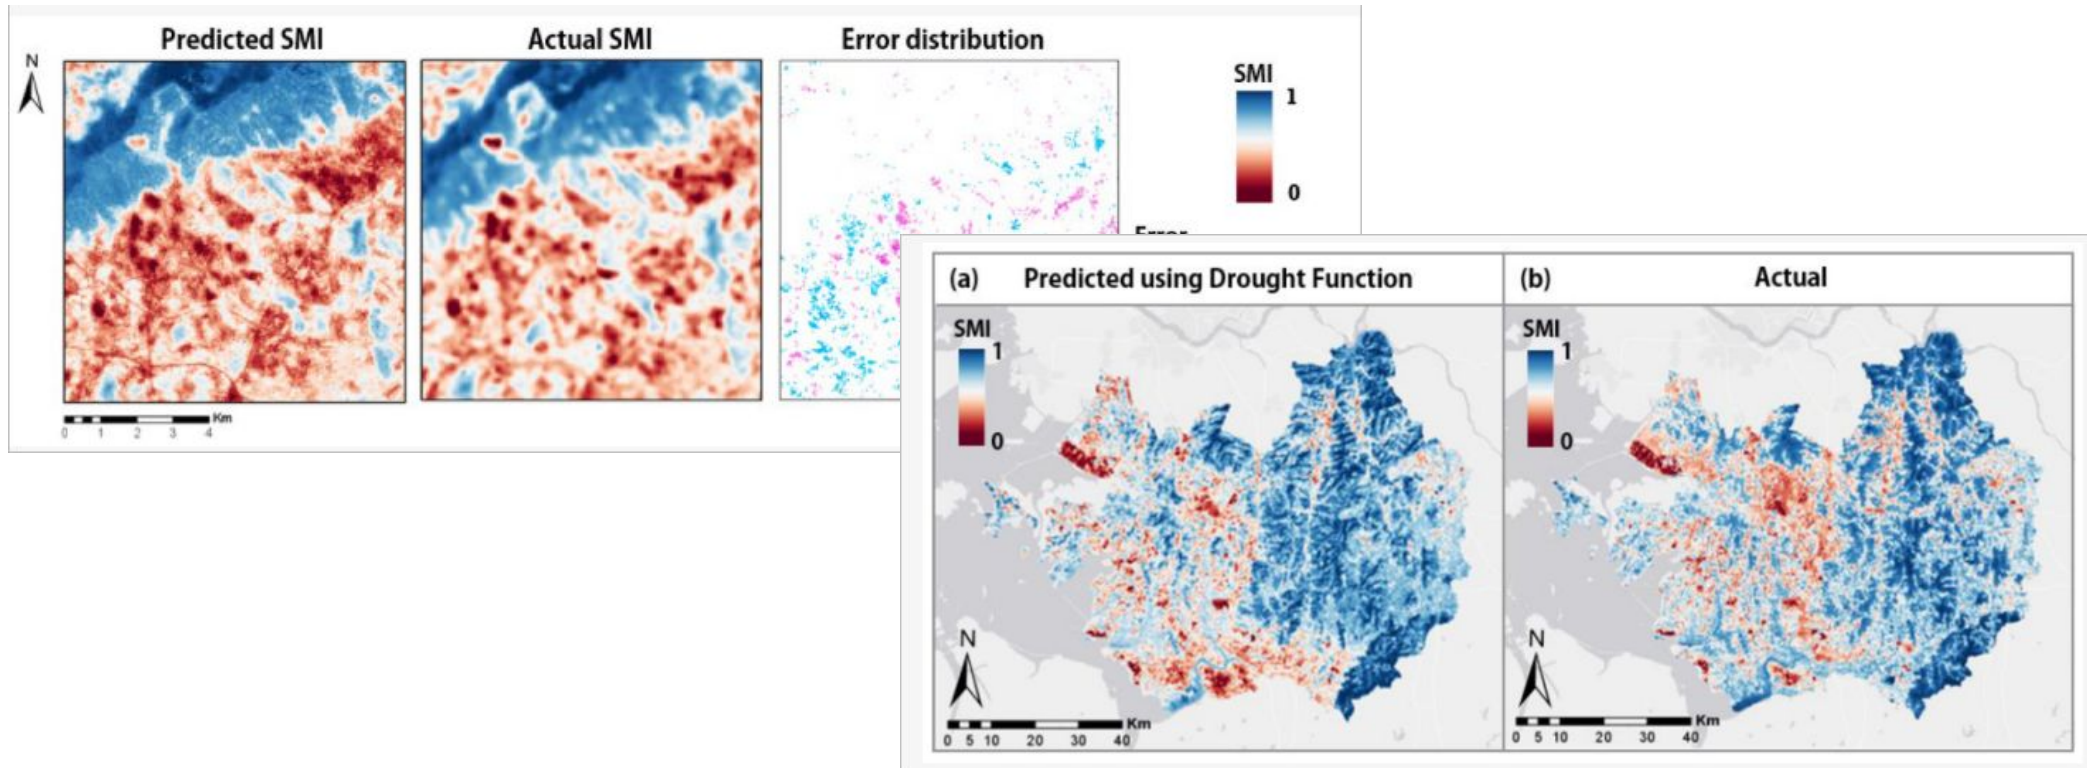 Predicted SMI
Actual SMI
Error distribution
N
SMI
1
0
0 1 2 3 4
Km
Error
(a) Predicted using Drought Function
(b) Actual
SMI
1
0
N
Km
0 5 10 20 30 40
SMI
1
0
N
Km
0 5 10 20 30 40